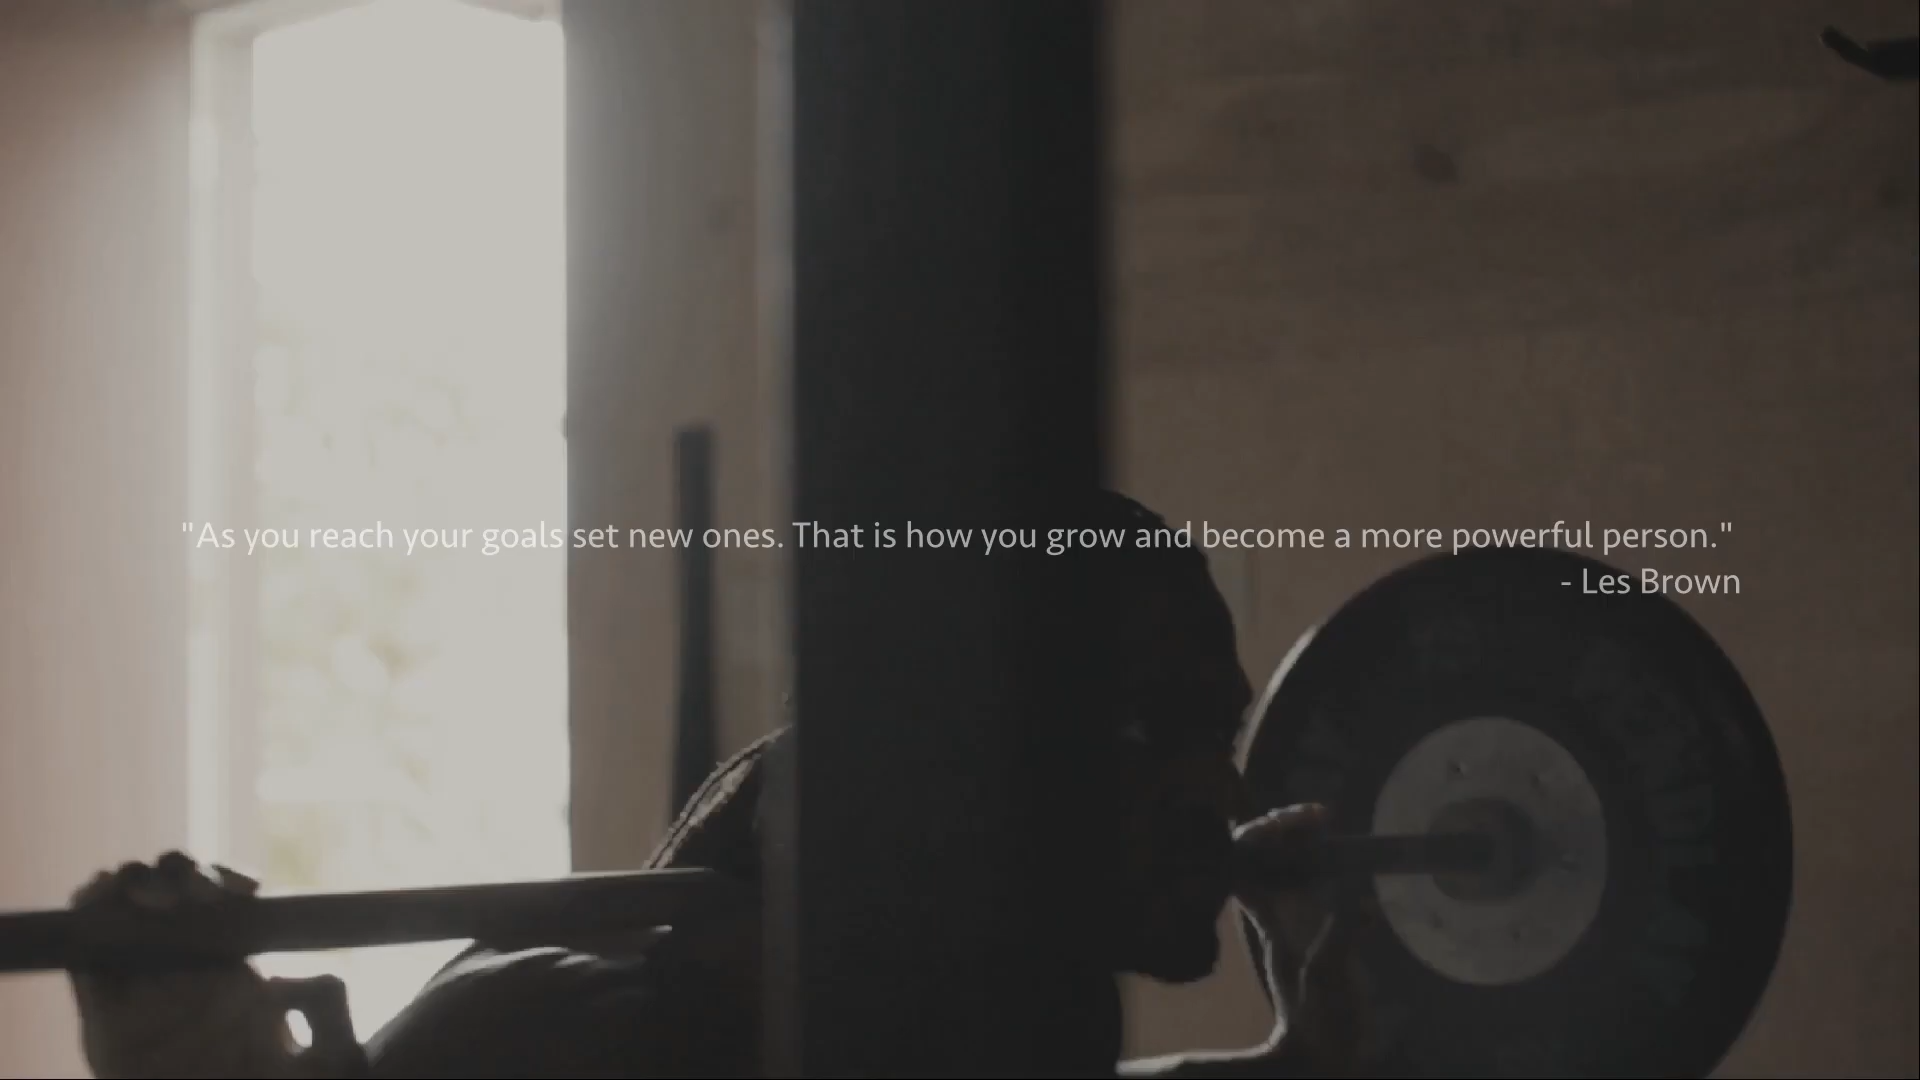 "As you reach your goals set new ones. That is how you grow and become a more powerful person."
- Les Brown